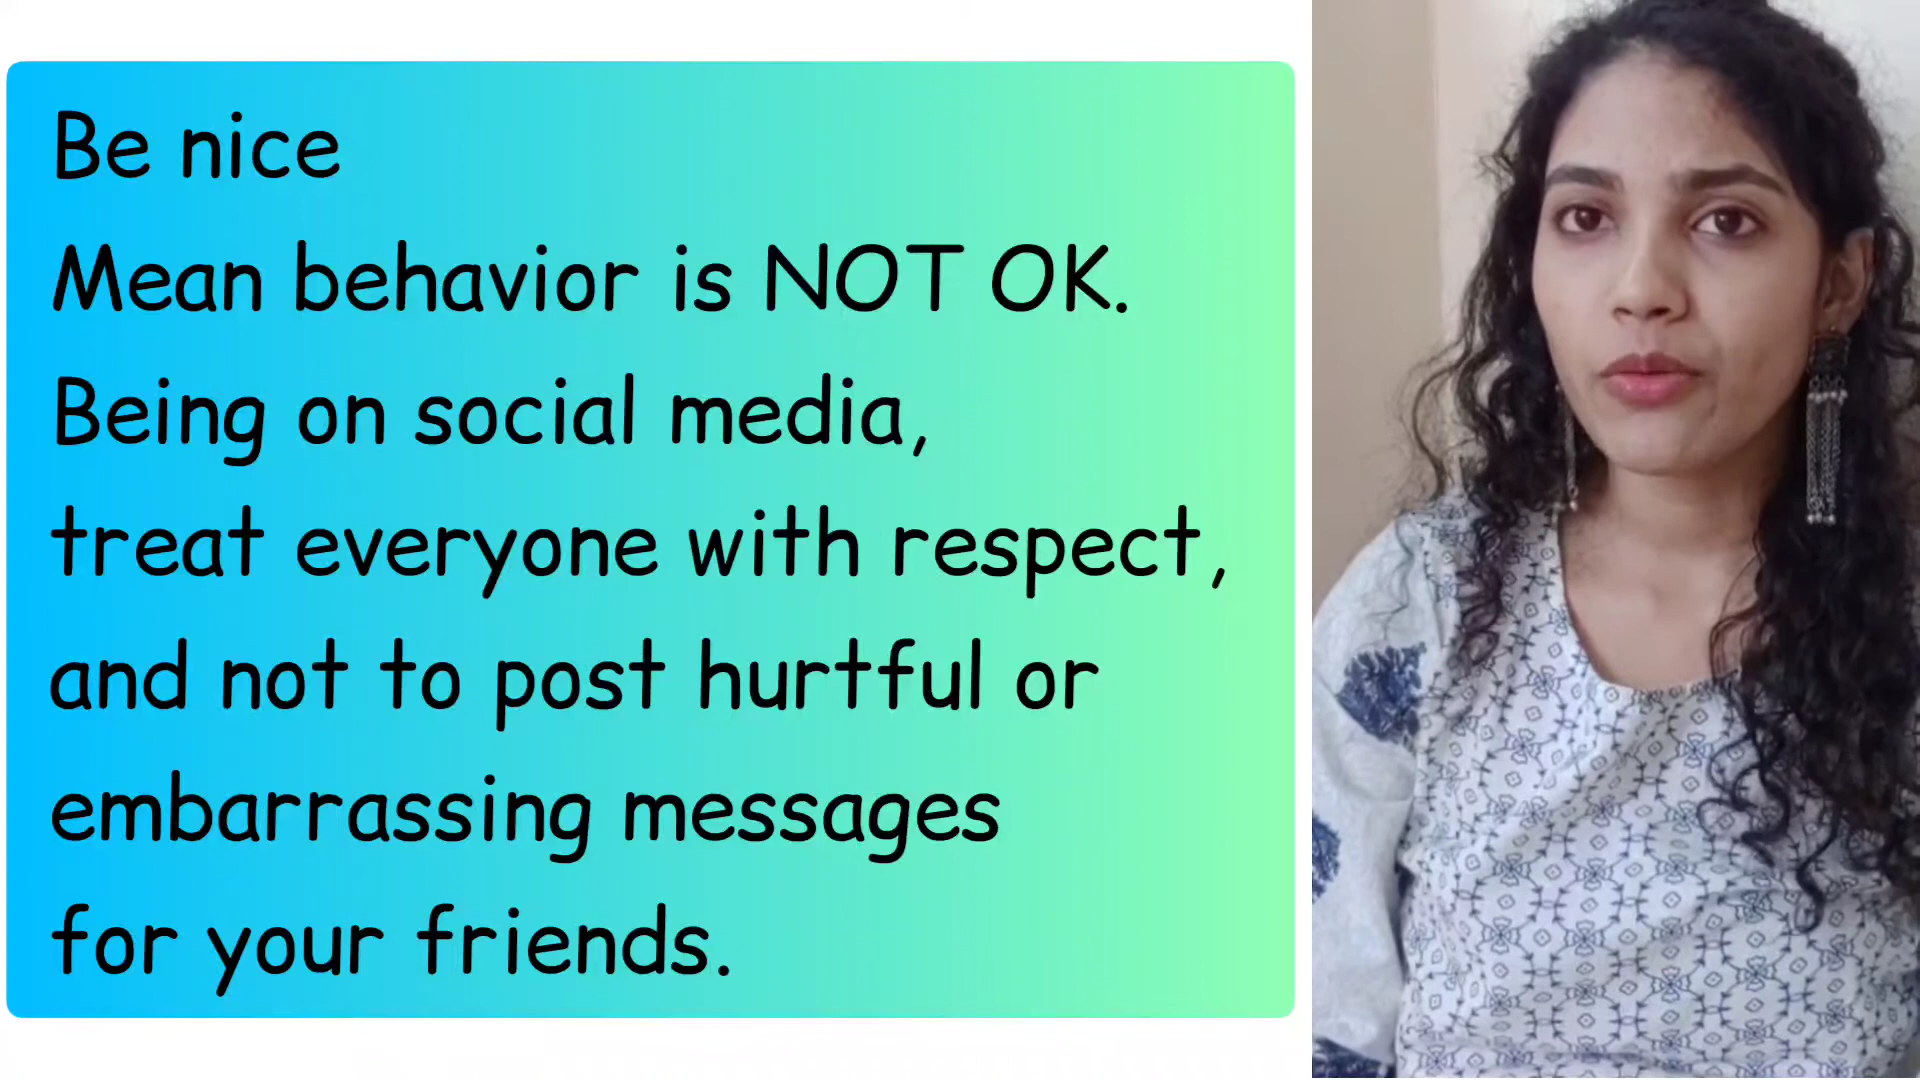 Be nice
Mean behavior is NOT OK.
Being on social media,
treat everyone with respect,
and not to post hurtful or
embarrassing messages
for your friends.